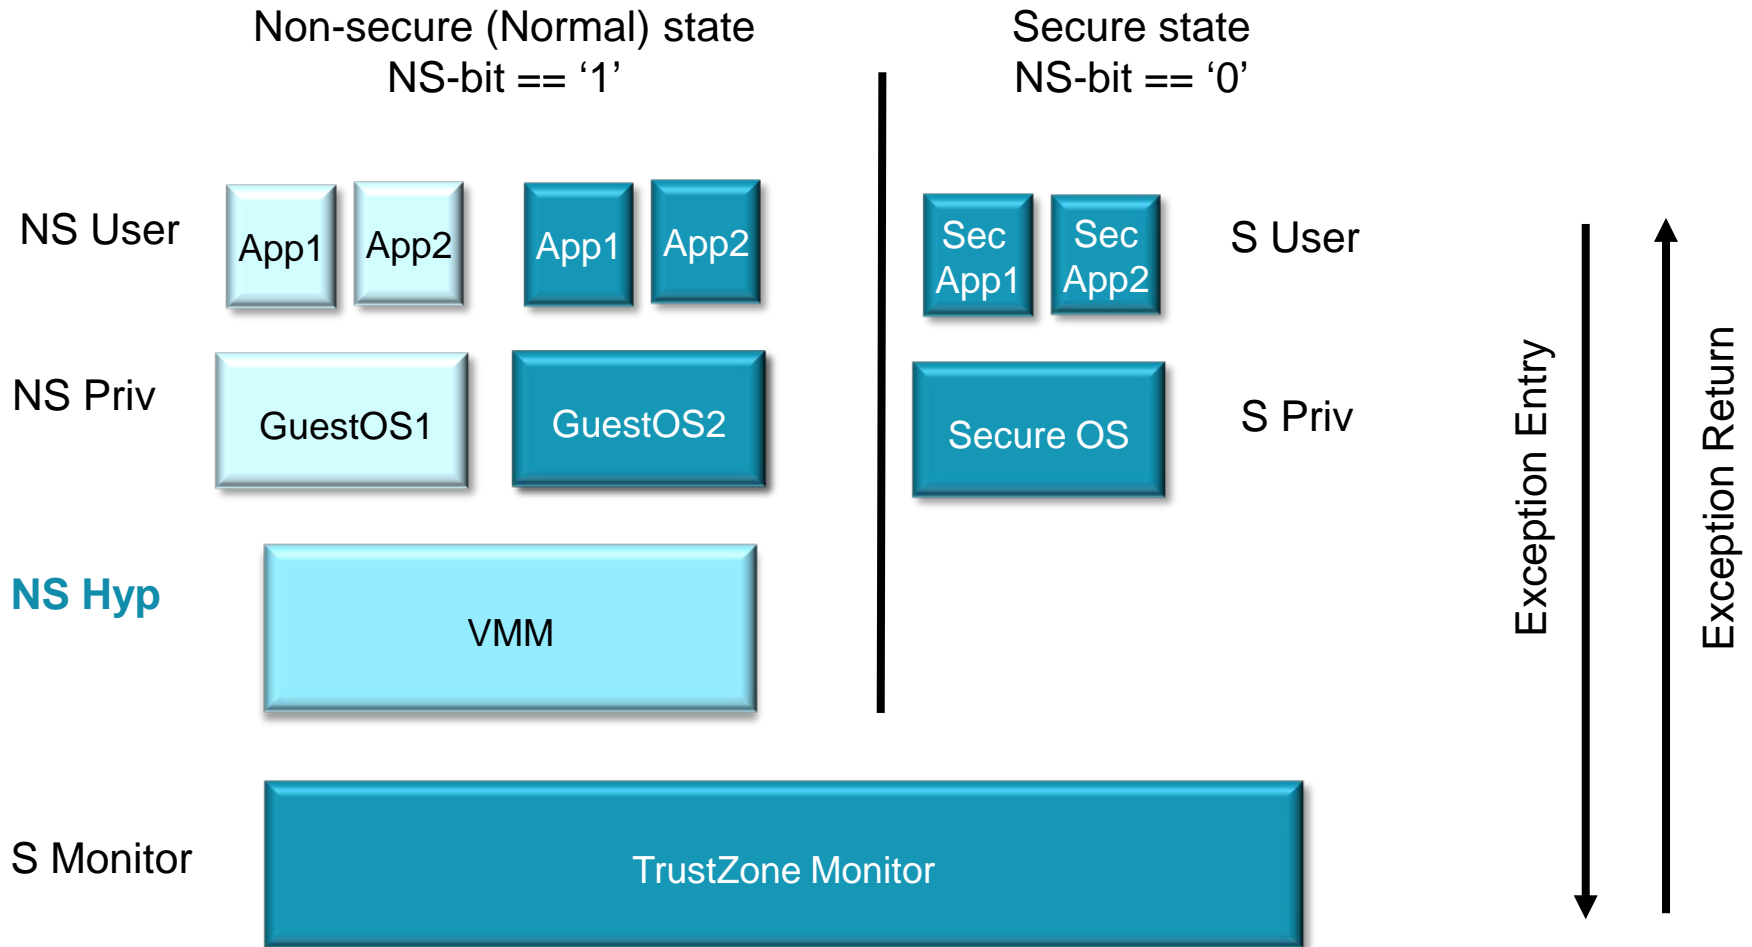 Non-secure (Normal) state
NS-bit == ‘1’
Secure state
NS-bit == ‘0’
NS User
App1
App2
App1
App2
Sec
App1
Sec
App2
S User
NS Priv
GuestOS1
GuestOS2
Secure OS
S Priv
NS Hyp
VMM
S Monitor
TrustZone Monitor
Exception Entry
Exception Return